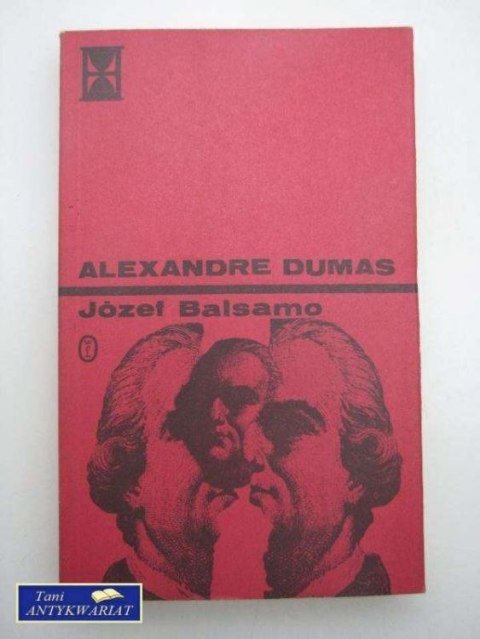 ALEXANDRE DUMAS
Józef Balsamo
Tani
ANTYKWARIAT